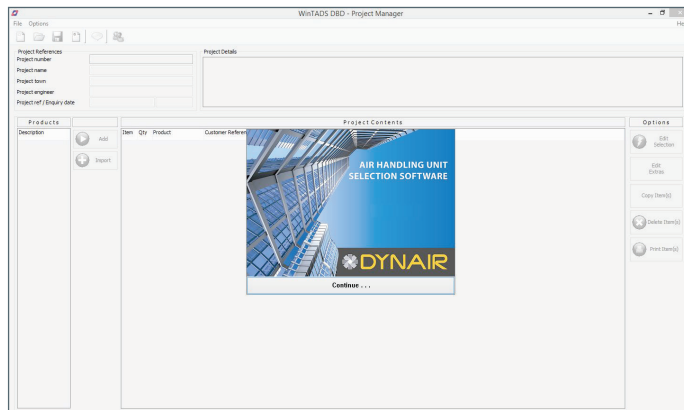 WinTADS DBD - Project Manager
File Options
He
Project References
Project Details
Project number
Project name
Project town
Project engineer
Project ref / Enquiry date
Products
Project Contents
Options
Description
Item Qty Product Customer Referen
Add
Import
AIR HANDLING UNIT
SELECTION SOFTWARE
DYNAIR
Continue . . .
Edit
Selection
Edit
Extras
Copy Item(s)
Delete Item(s)
Print Item(s)